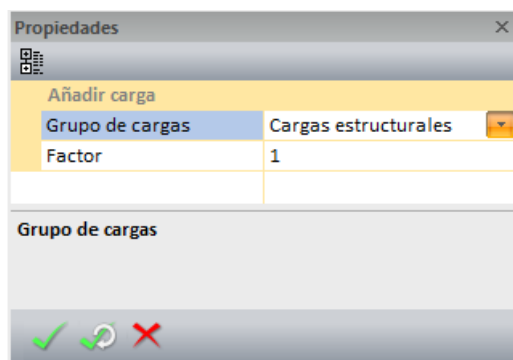 Propiedades
Añadir carga
Grupo de cargas Cargas estructurales
Factor 1
Grupo de cargas